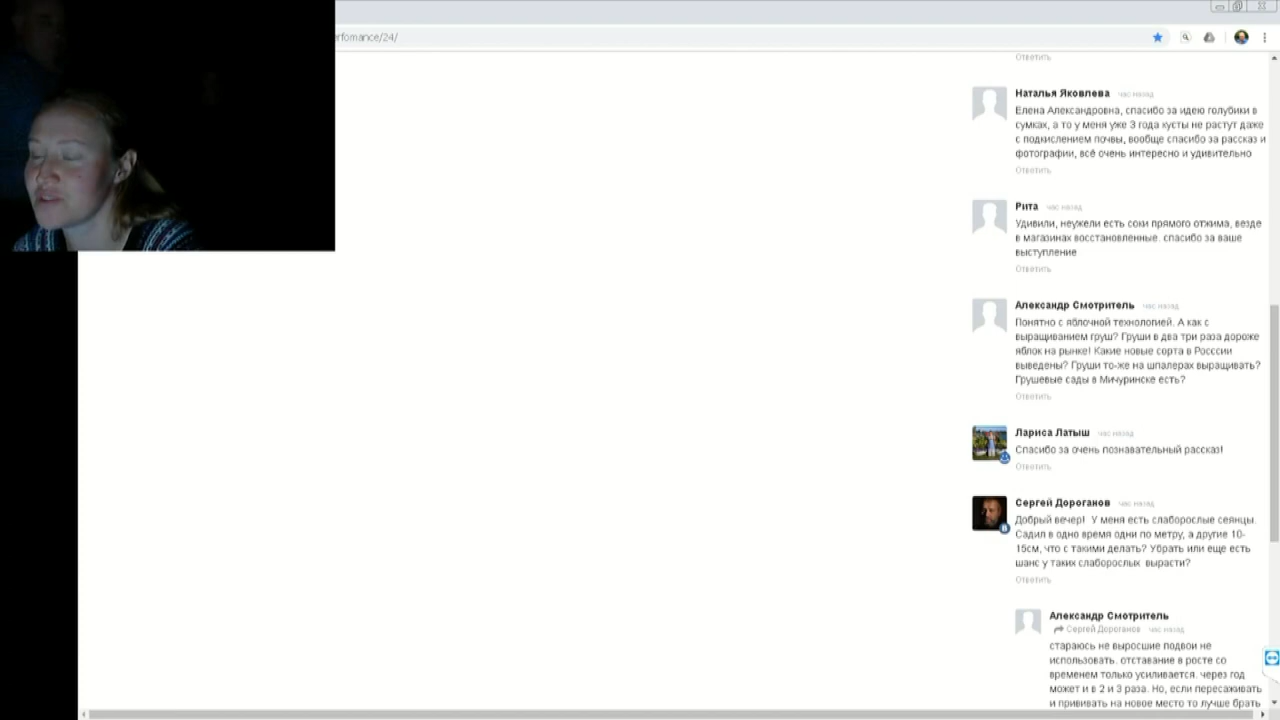 rfomance/24/
Ответить
Наталья Яковлева час назад
Елена Александровна, спасибо за идею голубики в
сумках, а то у меня уже 3 года кусты не растут даже
с подкислением почвы, вообще спасибо за рассказ и
фотографии, всё очень интересно и удивительно
Ответить
Рита час назад
Удивили, неужели есть соки прямого отжима, везде
в магазинах восстановленные. спасибо за ваше
выступление
Ответить
Александр Смотритель час назад
Понятно с яблочной технологией. А как с
выращиванием груш? Груши в два три раза дороже
яблок на рынке! Какие новые сорта в Росссии
выведены? Груши то-же на шпалерах выращивать?
Грушевые сады в Мичуринске есть?
Ответить
Лариса Латыш час назад
Спасибо за очень познавательный рассказ!
Ответить
Сергей Дороганов час назад
Добрый вечер! У меня есть слаборослые сеянцы.
Садил в одно время одни по метру, а другие 10-
15см, что с такими делать? Убрать или еще есть
шанс у таких слаборослых вырасти?
Ответить
Александр Смотритель
Сергей Дороганов час назад
стараюсь не выросшие подвои не
использовать. отставание в росте со
временем только усиливается. через год
может и в 2 и 3 раза. Но, если пересаживать
и прививать на новое место то лучше брать